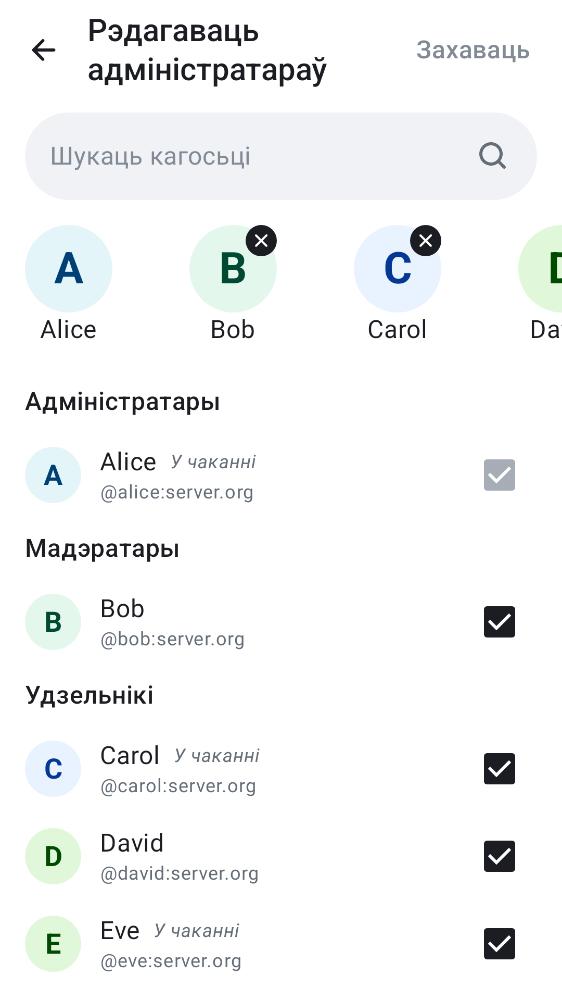 Рэдагаваць
адміністратараў
Захаваць
Шукаць кагосьці
A
B
C
D
Alice
Bob
Carol
Da
Адміністратары
A
Alice У чаканні
@alice:server.org
Мадэратары
B
Bob
@bob:server.org
Удзельнікі
C
Carol У чаканні
@carol:server.org
D
David
@david:server.org
E
Eve У чаканні
@eve:server.org